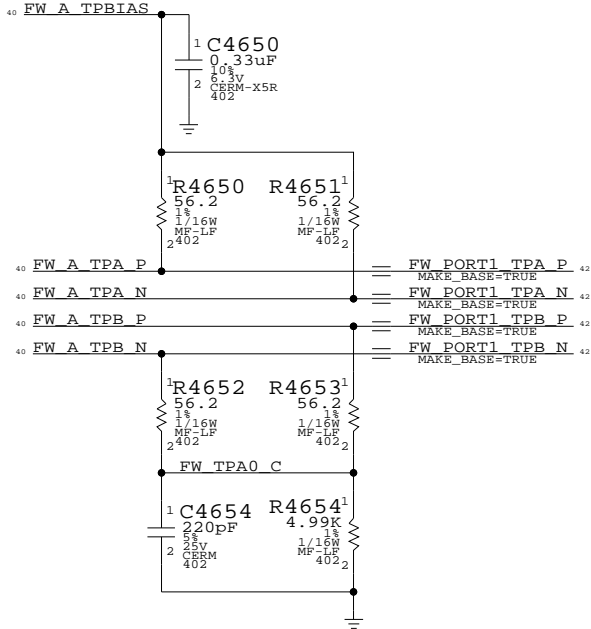 40 FW_A_TPBIAS
1 C4650
0.33uF
10%
6.3V
2 CERM-X5R
402
1 R4650
56.2
1%
1/16W
MF-LF
2 402
R4651 1
56.2
1%
1/16W
MF-LF
402 2
40 FW_A_TPA_P FW_PORT1_TPA_P 42
MAKE_BASE=TRUE
40 FW_A_TPA_N FW_PORT1_TPA_N 42
MAKE_BASE=TRUE
40 FW_A_TPB_P FW_PORT1_TPB_P 42
MAKE_BASE=TRUE
40 FW_A_TPB_N FW_PORT1_TPB_N 42
MAKE_BASE=TRUE
1 R4652
56.2
1%
1/16W
MF-LF
2 402
R4653 1
56.2
1%
1/16W
MF-LF
402 2
FW_TPA0_C
1 C4654
220pF
5%
2 25V
CERM
402
R4654 1
4.99K
1%
1/16W
MF-LF
402 2